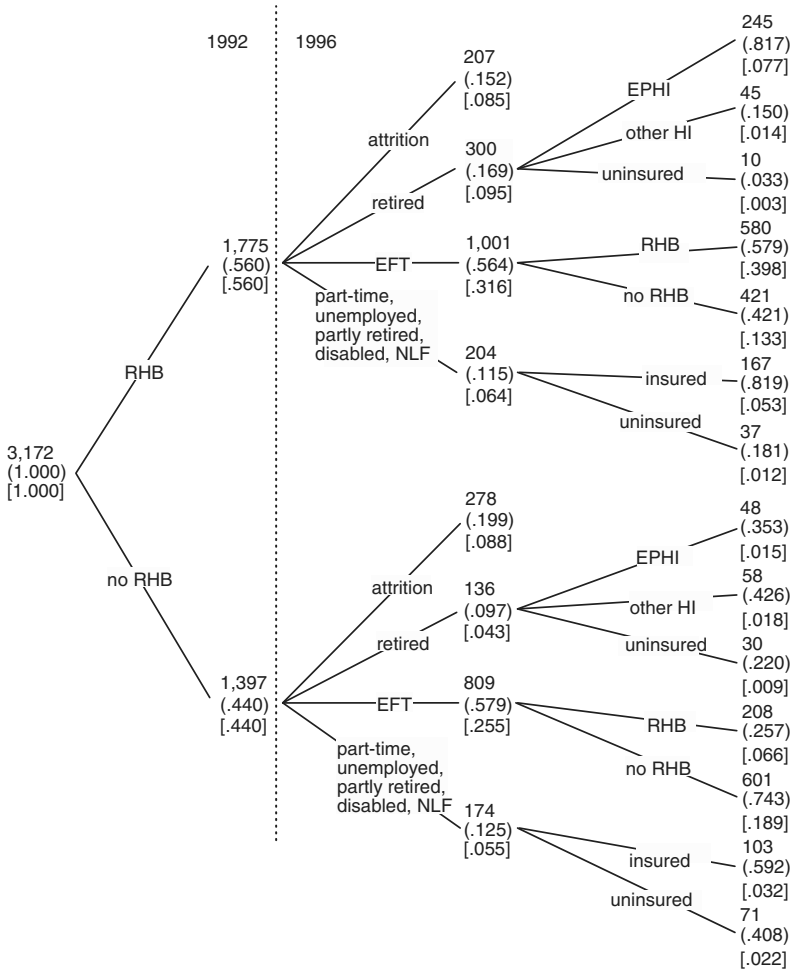 1992
1996
3,172
(1.000)
[1.000]
RHB
1,775
(.560)
[.560]
attrition
207
(.152)
[.085]
retired
300
(.169)
[.095]
EPHI
245
(.817)
[.077]
other HI
45
(.150)
[.014]
uninsured
10
(.033)
[.003]
EFT
1,001
(.564)
[.316]
RHB
580
(.579)
[.398]
no RHB
421
(.421)
[.133]
part-time,
unemployed,
partly retired,
disabled, NLF
204
(.115)
[.064]
insured
167
(.819)
[.053]
uninsured
37
(.181)
[.012]
no RHB
1,397
(.440)
[.440]
attrition
278
(.199)
[.088]
retired
136
(.097)
[.043]
EPHI
48
(.353)
[.015]
other HI
58
(.426)
[.018]
uninsured
30
(.220)
[.009]
EFT
809
(.579)
[.255]
RHB
208
(.257)
[.066]
no RHB
601
(.743)
[.189]
part-time,
unemployed,
partly retired,
disabled, NLF
174
(.125)
[.055]
insured
103
(.592)
[.032]
uninsured
71
(.408)
[.022]